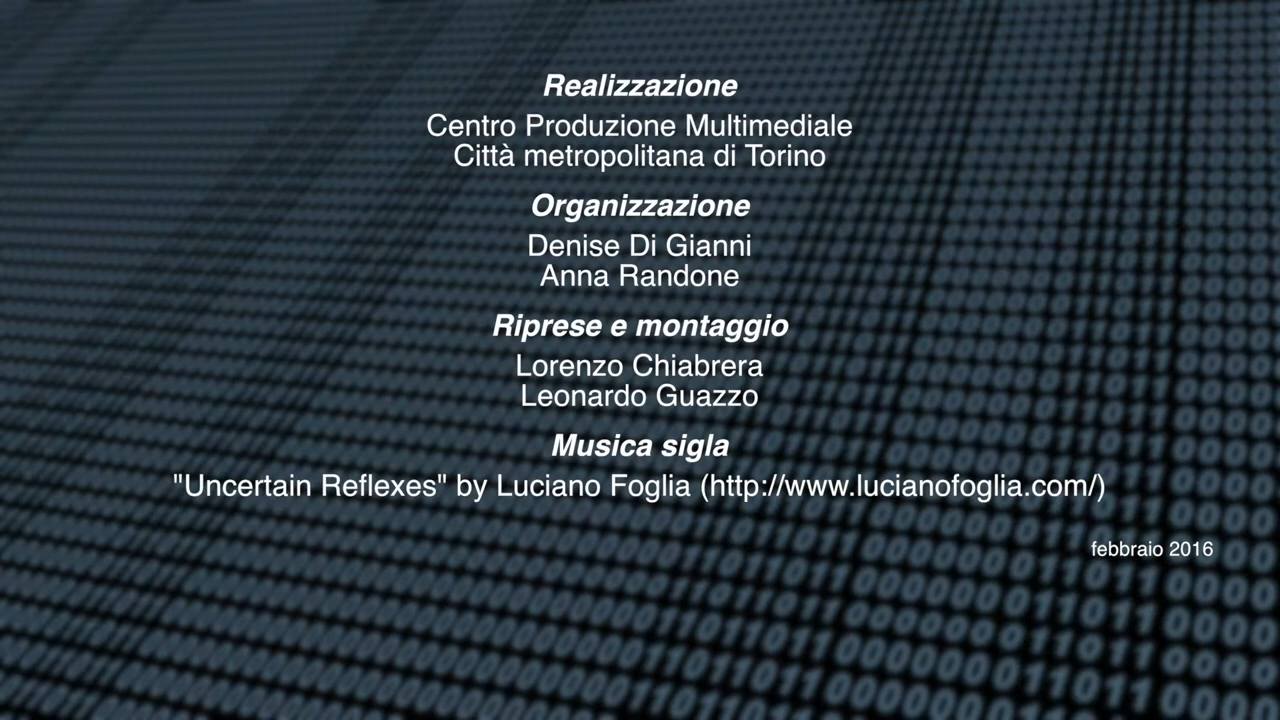 Realizzazione
Centro Produzione Multimediale
Città metropolitana di Torino
Organizzazione
Denise Di Gianni
Anna Randone
Riprese e montaggio
Lorenzo Chiabrera
Leonardo Guazzo
Musica sigla
"Uncertain Reflexes" by Luciano Foglia (http://www.lucianofoglia.com/)
febbraio 2016